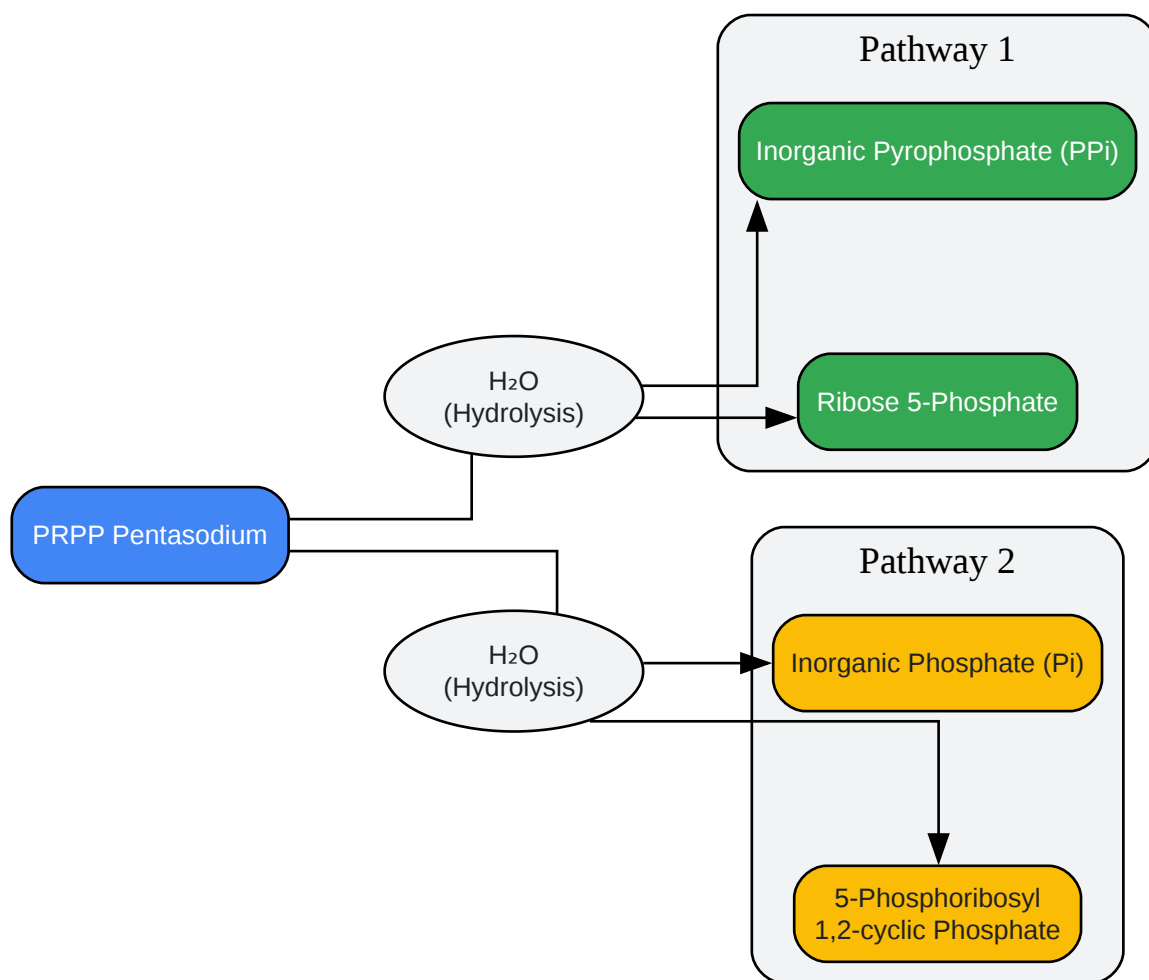 Pathway 1
Inorganic Pyrophosphate (PPi)
H₂O
(Hydrolysis)
Ribose 5-Phosphate
PRPP Pentasodium
Pathway 2
H₂O
(Hydrolysis)
Inorganic Phosphate (Pi)
5-Phosphoribosyl
1,2-cyclic Phosphate